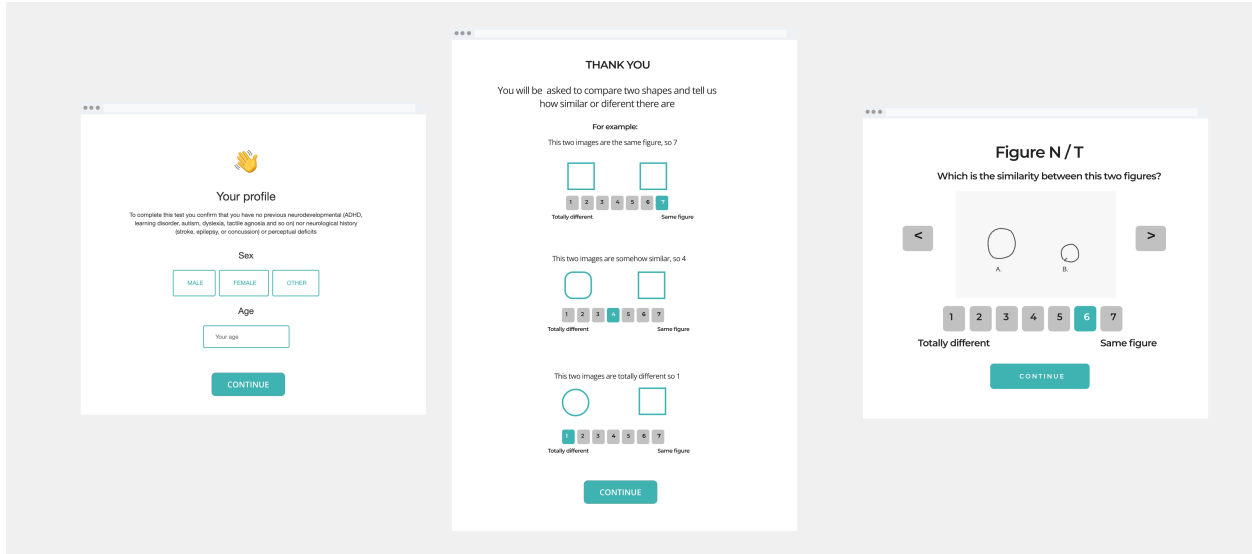 Your profile
To complete this test you confirm that you have no previous neurodevelopmental (ADHD,
learning disorder, autism, dyslexia, tactile agnosia and so on) nor neurological history
(stroke, epilepsy, or concussion) or perceptual deficits
Sex
MALE FEMALE OTHER
Age
Your age
CONTINUE
THANK YOU
You will be asked to compare two shapes and tell us
how similar or diferent there are
For example:
This two images are the same figure, so 7
1 2 3 4 5 6 7
Totally different Same figure
This two images are somehow similar, so 4
1 2 3 4 5 6 7
Totally different Same figure
This two images are totally different so 1
1 2 3 4 5 6 7
Totally different Same figure
CONTINUE
Figure N / T
Which is the similarity between this two figures?
< >
A. B.
1 2 3 4 5 6 7
Totally different Same figure
CONTINUE